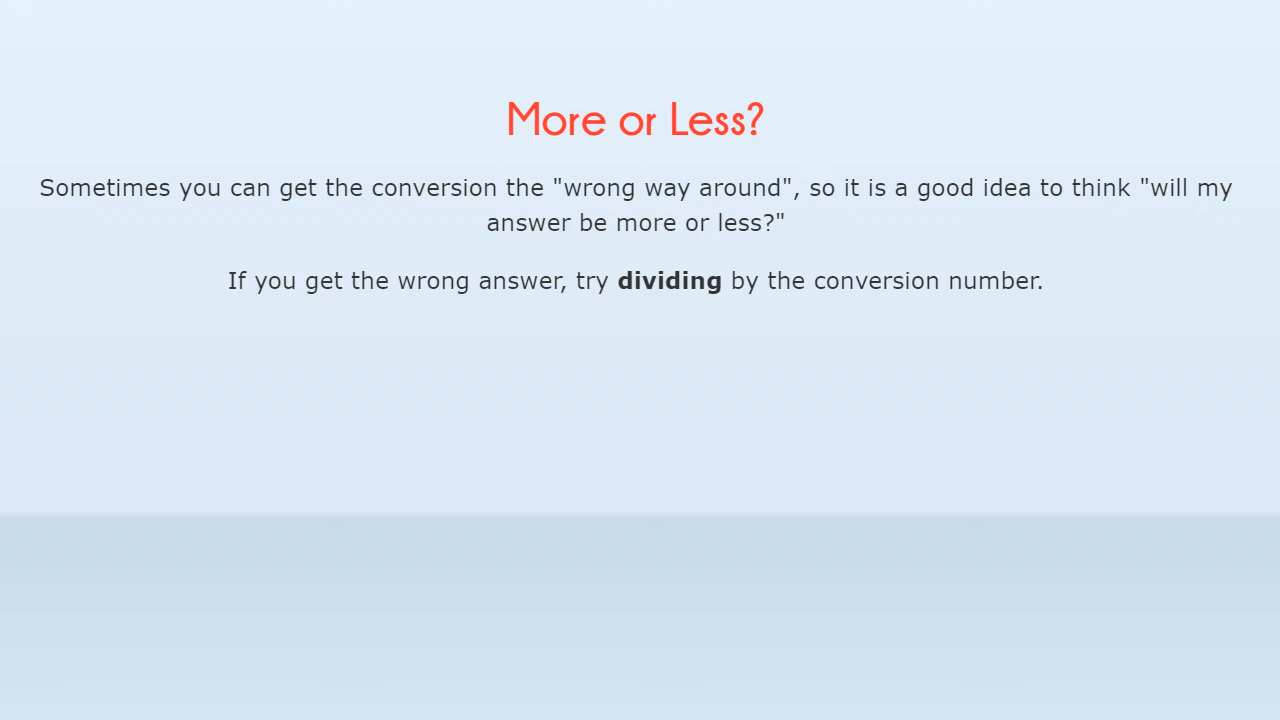 More or Less?
Sometimes you can get the conversion the "wrong way around", so it is a good idea to think "will my
answer be more or less?"
If you get the wrong answer, try dividing by the conversion number.